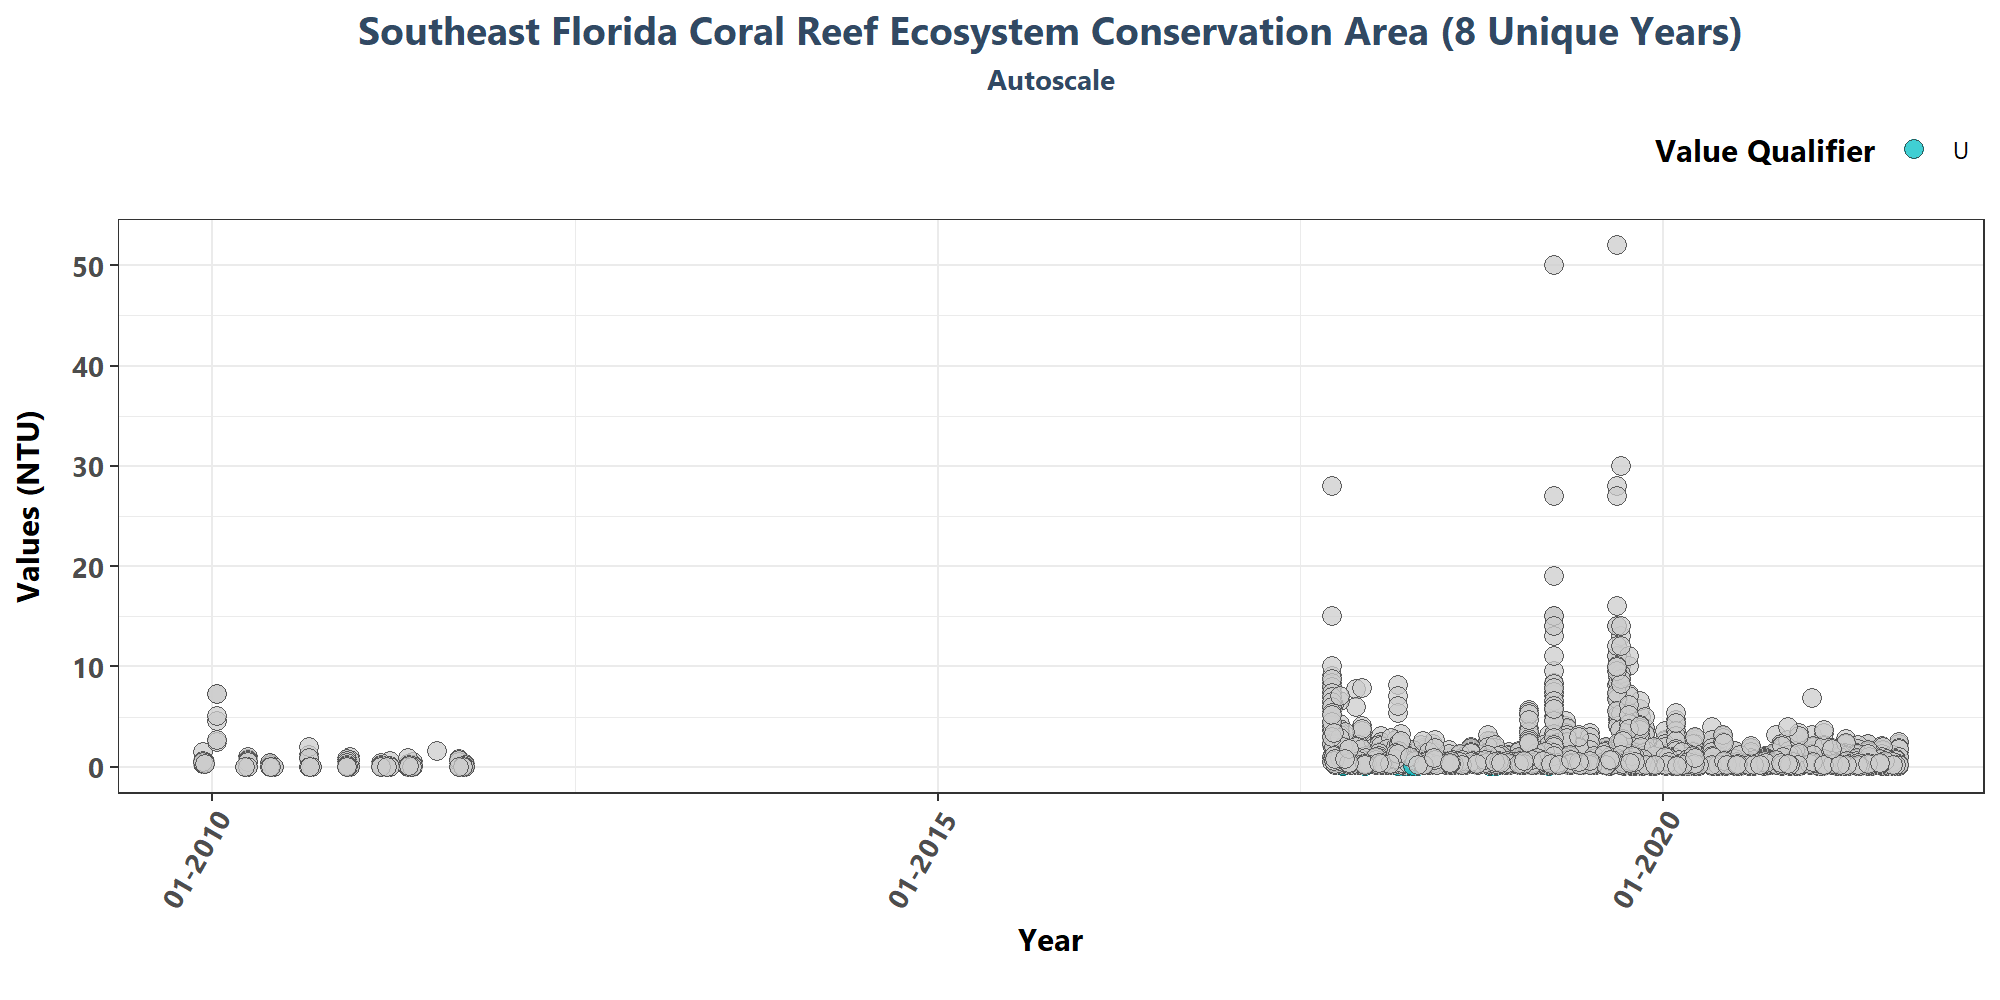 Southeast Florida Coral Reef Ecosystem Conservation Area (8 Unique Years)
Autoscale
Value Qualifier U
Values (NTU)
50
40
30
20
10
0
01-2010 01-2015 01-2020
Year